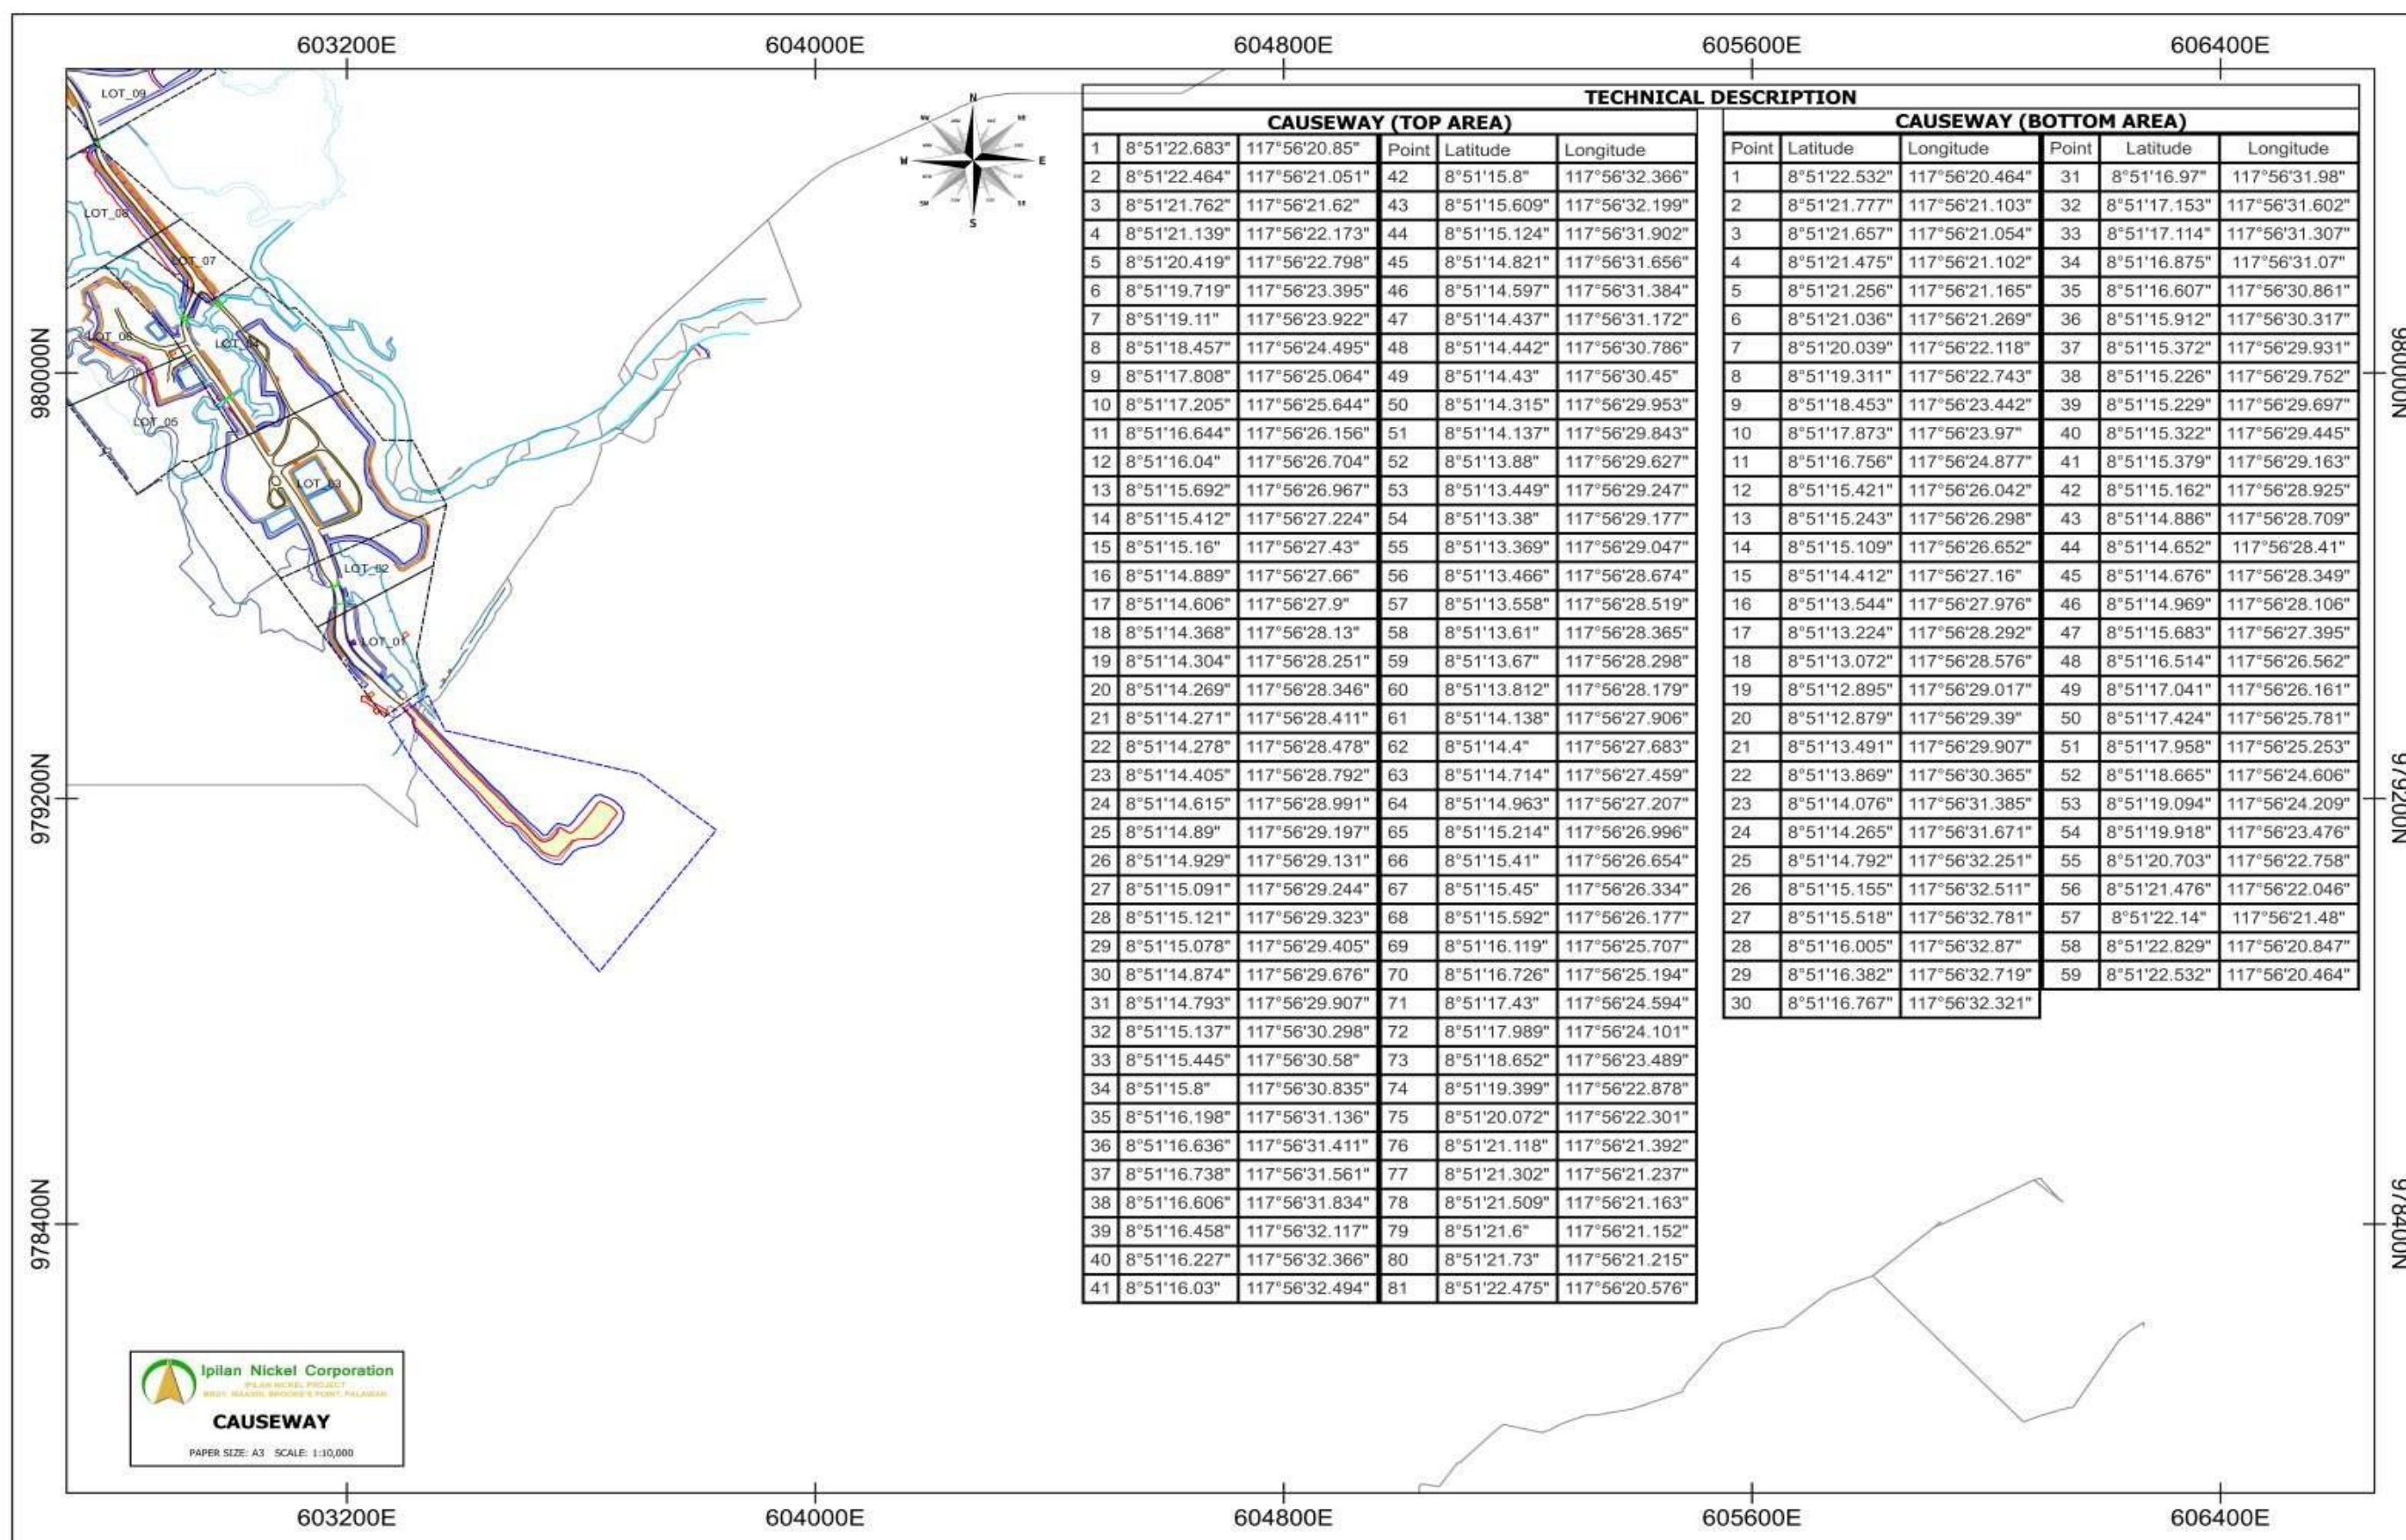 603200E 604000E 604800E 605600E 606400E
LOT_09
LOT_08
LOT_07
LOT_06
LOT_04
LOT_05
LOT_03
LOT_02
LOT_01
N
NE
E
SE
S
SW
W
NW
980000N 980000N
979200N 979200N
978400N 978400N
TECHNICAL DESCRIPTION
CAUSEWAY (TOP AREA) CAUSEWAY (BOTTOM AREA)
1 8°51'22.683" 117°56'20.85" Point Latitude Longitude Point Latitude Longitude Point Latitude Longitude
2 8°51'22.464" 117°56'21.051" 42 8°51'15.8" 117°56'32.366" 1 8°51'22.532" 117°56'20.464" 31 8°51'16.97" 117°56'31.98"
3 8°51'21.762" 117°56'21.62" 43 8°51'15.609" 117°56'32.199" 2 8°51'21.777" 117°56'21.103" 32 8°51'17.153" 117°56'31.602"
4 8°51'21.139" 117°56'22.173" 44 8°51'15.124" 117°56'31.902" 3 8°51'21.657" 117°56'21.054" 33 8°51'17.114" 117°56'31.307"
5 8°51'20.419" 117°56'22.798" 45 8°51'14.821" 117°56'31.656" 4 8°51'21.475" 117°56'21.102" 34 8°51'16.875" 117°56'31.07"
6 8°51'19.719" 117°56'23.395" 46 8°51'14.597" 117°56'31.384" 5 8°51'21.256" 117°56'21.165" 35 8°51'16.607" 117°56'30.861"
7 8°51'19.11" 117°56'23.922" 47 8°51'14.437" 117°56'31.172" 6 8°51'21.036" 117°56'21.269" 36 8°51'15.912" 117°56'30.317"
8 8°51'18.457" 117°56'24.495" 48 8°51'14.442" 117°56'30.786" 7 8°51'20.039" 117°56'22.118" 37 8°51'15.372" 117°56'29.931"
9 8°51'17.808" 117°56'25.064" 49 8°51'14.43" 117°56'30.45" 8 8°51'19.311" 117°56'22.743" 38 8°51'15.226" 117°56'29.752"
10 8°51'17.205" 117°56'25.644" 50 8°51'14.315" 117°56'29.953" 9 8°51'18.453" 117°56'23.442" 39 8°51'15.229" 117°56'29.697"
11 8°51'16.644" 117°56'26.156" 51 8°51'14.137" 117°56'29.843" 10 8°51'17.873" 117°56'23.97" 40 8°51'15.322" 117°56'29.445"
12 8°51'16.04" 117°56'26.704" 52 8°51'13.88" 117°56'29.627" 11 8°51'16.756" 117°56'24.877" 41 8°51'15.379" 117°56'29.163"
13 8°51'15.692" 117°56'26.967" 53 8°51'13.449" 117°56'29.247" 12 8°51'15.421" 117°56'26.042" 42 8°51'15.162" 117°56'28.925"
14 8°51'15.412" 117°56'27.224" 54 8°51'13.38" 117°56'29.177" 13 8°51'15.243" 117°56'26.298" 43 8°51'14.886" 117°56'28.709"
15 8°51'15.16" 117°56'27.43" 55 8°51'13.369" 117°56'29.047" 14 8°51'15.109" 117°56'26.652" 44 8°51'14.652" 117°56'28.41"
16 8°51'14.889" 117°56'27.66" 56 8°51'13.466" 117°56'28.674" 15 8°51'14.412" 117°56'27.16" 45 8°51'14.676" 117°56'28.349"
17 8°51'14.606" 117°56'27.9" 57 8°51'13.558" 117°56'28.519" 16 8°51'13.544" 117°56'27.976" 46 8°51'14.969" 117°56'28.106"
18 8°51'14.368" 117°56'28.13" 58 8°51'13.61" 117°56'28.365" 17 8°51'13.224" 117°56'28.292" 47 8°51'15.683" 117°56'27.395"
19 8°51'14.304" 117°56'28.251" 59 8°51'13.67" 117°56'28.298" 18 8°51'13.072" 117°56'28.576" 48 8°51'16.514" 117°56'26.562"
20 8°51'14.269" 117°56'28.346" 60 8°51'13.812" 117°56'28.179" 19 8°51'12.895" 117°56'29.017" 49 8°51'17.041" 117°56'26.161"
21 8°51'14.271" 117°56'28.411" 61 8°51'14.138" 117°56'27.906" 20 8°51'12.879" 117°56'29.39" 50 8°51'17.424" 117°56'25.781"
22 8°51'14.278" 117°56'28.478" 62 8°51'14.4" 117°56'27.683" 21 8°51'13.491" 117°56'29.907" 51 8°51'17.958" 117°56'25.253"
23 8°51'14.405" 117°56'28.792" 63 8°51'14.714" 117°56'27.459" 22 8°51'13.869" 117°56'30.365" 52 8°51'18.665" 117°56'24.606"
24 8°51'14.615" 117°56'28.991" 64 8°51'14.963" 117°56'27.207" 23 8°51'14.076" 117°56'31.385" 53 8°51'19.094" 117°56'24.209"
25 8°51'14.89" 117°56'29.197" 65 8°51'15.214" 117°56'26.996" 24 8°51'14.265" 117°56'31.671" 54 8°51'19.918" 117°56'23.476"
26 8°51'14.929" 117°56'29.131" 66 8°51'15.41" 117°56'26.654" 25 8°51'14.792" 117°56'32.251" 55 8°51'20.703" 117°56'22.758"
27 8°51'15.091" 117°56'29.244" 67 8°51'15.45" 117°56'26.334" 26 8°51'15.155" 117°56'32.511" 56 8°51'21.476" 117°56'22.046"
28 8°51'15.121" 117°56'29.323" 68 8°51'15.592" 117°56'26.177" 27 8°51'15.518" 117°56'32.781" 57 8°51'22.14" 117°56'21.48"
29 8°51'15.078" 117°56'29.405" 69 8°51'16.119" 117°56'25.707" 28 8°51'16.005" 117°56'32.87" 58 8°51'22.829" 117°56'20.847"
30 8°51'14.874" 117°56'29.676" 70 8°51'16.726" 117°56'25.194" 29 8°51'16.382" 117°56'32.719" 59 8°51'22.532" 117°56'20.464"
31 8°51'14.793" 117°56'29.907" 71 8°51'17.43" 117°56'24.594" 30 8°51'16.767" 117°56'32.321"
32 8°51'15.137" 117°56'30.298" 72 8°51'17.989" 117°56'24.101"
33 8°51'15.445" 117°56'30.58" 73 8°51'18.652" 117°56'23.489"
34 8°51'15.8" 117°56'30.835" 74 8°51'19.399" 117°56'22.878"
35 8°51'16.198" 117°56'31.136" 75 8°51'20.072" 117°56'22.301"
36 8°51'16.636" 117°56'31.411" 76 8°51'21.118" 117°56'21.392"
37 8°51'16.738" 117°56'31.561" 77 8°51'21.302" 117°56'21.237"
38 8°51'16.606" 117°56'31.834" 78 8°51'21.509" 117°56'21.163"
39 8°51'16.458" 117°56'32.117" 79 8°51'21.6" 117°56'21.152"
40 8°51'16.227" 117°56'32.366" 80 8°51'21.73" 117°56'21.215"
41 8°51'16.03" 117°56'32.494" 81 8°51'22.475" 117°56'20.576"
Ipilan Nickel Corporation
IPILAN NICKEL PROJECT
BRGY. MAASIN, BROOKE'S POINT, PALAWAN
CAUSEWAY
PAPER SIZE: A3 SCALE: 1:10,000
603200E 604000E 604800E 605600E 606400E